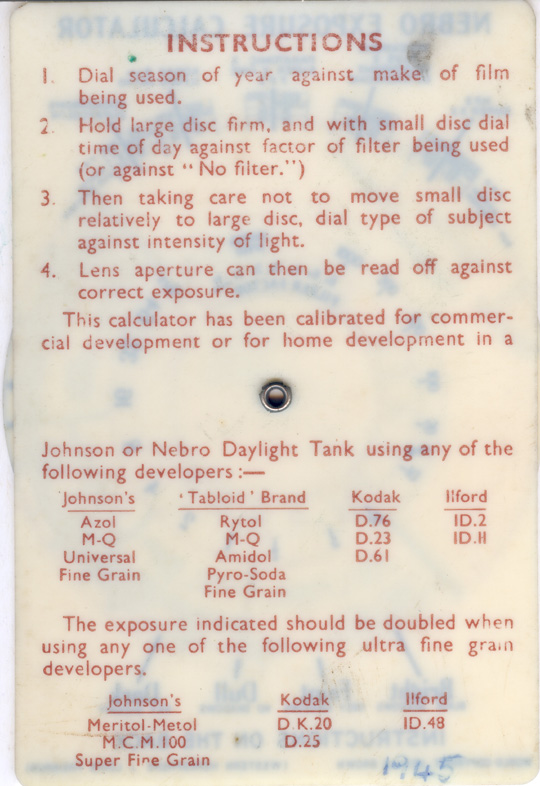 INSTRUCTIONS
1. Dial season of year against make of film
being used.
2. Hold large disc firm, and with small disc dial
time of day against factor of filter being used
(or against "No filter.")
3. Then taking care not to move small disc
relatively to large disc, dial type of subject
against intensity of light.
4. Lens aperture can then be read off against
correct exposure.
This calculator has been calibrated for commer-
cial development or for home development in a
Johnson or Nebro Daylight Tank using any of the
following developers :—
Johnson's 'Tabloid' Brand Kodak Ilford
Azol Rytol D.76 ID.2
M-Q M-Q D.23 ID.11
Universal Amidol D.61
Fine Grain Pyro-Soda
Fine Grain
The exposure indicated should be doubled when
using any one of the following ultra fine grain
developers.
Johnson's Kodak Ilford
Meritol-Metol D.K.20 ID.48
M.C.M.100 D.25
Super Fine Grain
1945